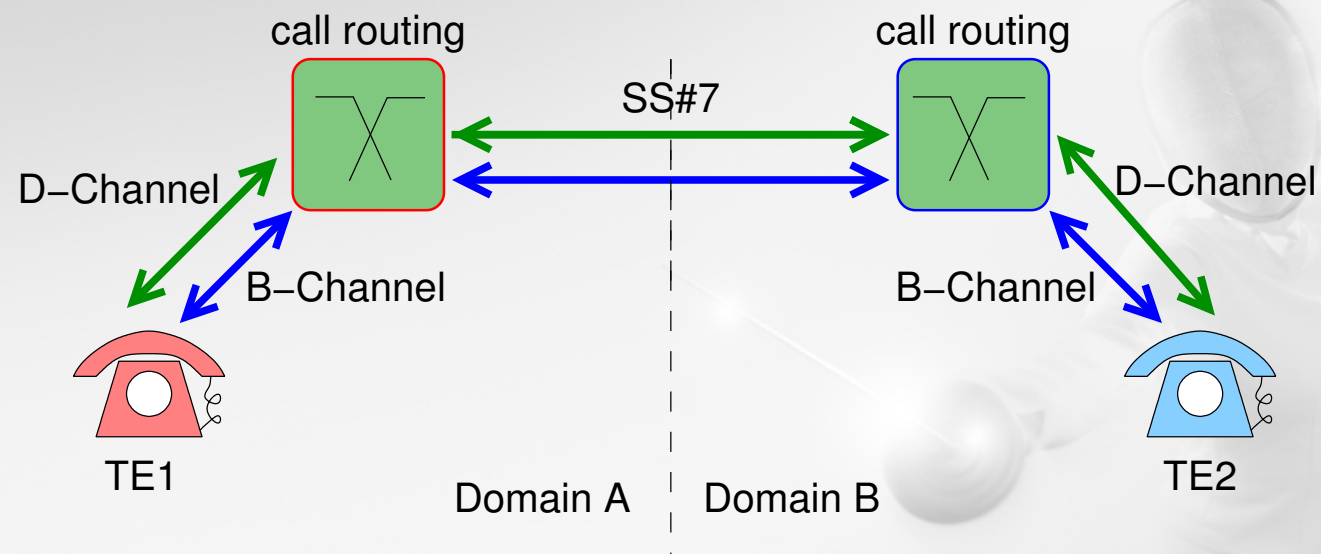 call routing
call routing
SS#7
D−Channel
D−Channel
B−Channel
B−Channel
TE1
TE2
Domain A
Domain B